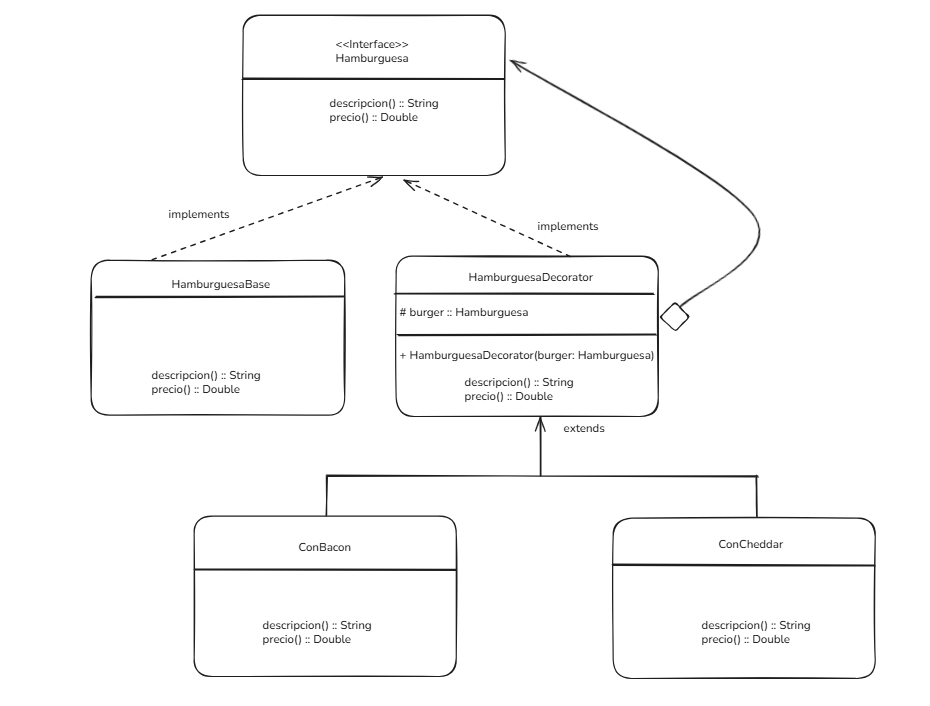 <<Interface>>
Hamburguesa
descripcion() :: String
precio() :: Double
implements
implements
HamburguesaBase
descripcion() :: String
precio() :: Double
HamburguesaDecorator
# burger :: Hamburguesa
+ HamburguesaDecorator(burger: Hamburguesa)
descripcion() :: String
precio() :: Double
extends
ConBacon
descripcion() :: String
precio() :: Double
ConCheddar
descripcion() :: String
precio() :: Double